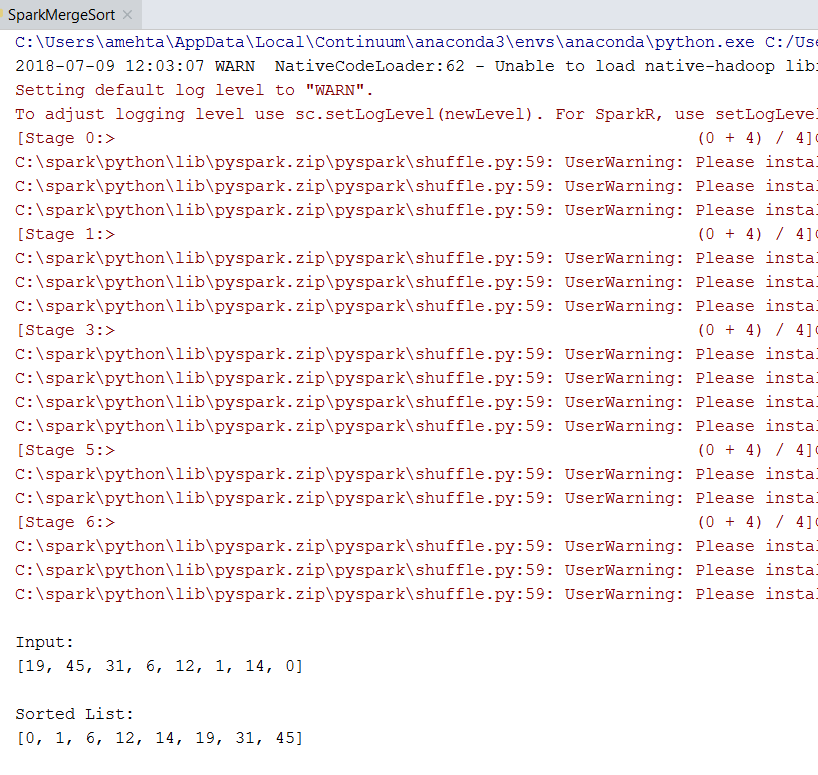 SparkMergeSort
C:\Users\amehta\AppData\Local\Continuum\anaconda3\envs\anaconda\python.exe C:/Use
2018-07-09 12:03:07 WARN  NativeCodeLoader:62 - Unable to load native-hadoop lib
Setting default log level to "WARN".
To adjust logging level use sc.setLogLevel(newLevel). For SparkR, use setLogLevel
[Stage 0:>                                                          (0 + 4) / 4]
C:\spark\python\lib\pyspark.zip\pyspark\shuffle.py:59: UserWarning: Please instal
C:\spark\python\lib\pyspark.zip\pyspark\shuffle.py:59: UserWarning: Please instal
C:\spark\python\lib\pyspark.zip\pyspark\shuffle.py:59: UserWarning: Please instal
[Stage 1:>                                                          (0 + 4) / 4]
C:\spark\python\lib\pyspark.zip\pyspark\shuffle.py:59: UserWarning: Please instal
C:\spark\python\lib\pyspark.zip\pyspark\shuffle.py:59: UserWarning: Please instal
C:\spark\python\lib\pyspark.zip\pyspark\shuffle.py:59: UserWarning: Please instal
[Stage 3:>                                                          (0 + 4) / 4]
C:\spark\python\lib\pyspark.zip\pyspark\shuffle.py:59: UserWarning: Please instal
C:\spark\python\lib\pyspark.zip\pyspark\shuffle.py:59: UserWarning: Please instal
C:\spark\python\lib\pyspark.zip\pyspark\shuffle.py:59: UserWarning: Please instal
C:\spark\python\lib\pyspark.zip\pyspark\shuffle.py:59: UserWarning: Please instal
[Stage 5:>                                                          (0 + 4) / 4]
C:\spark\python\lib\pyspark.zip\pyspark\shuffle.py:59: UserWarning: Please instal
C:\spark\python\lib\pyspark.zip\pyspark\shuffle.py:59: UserWarning: Please instal
[Stage 6:>                                                          (0 + 4) / 4]
C:\spark\python\lib\pyspark.zip\pyspark\shuffle.py:59: UserWarning: Please instal
C:\spark\python\lib\pyspark.zip\pyspark\shuffle.py:59: UserWarning: Please instal
C:\spark\python\lib\pyspark.zip\pyspark\shuffle.py:59: UserWarning: Please instal
Input:
[19, 45, 31, 6, 12, 1, 14, 0]
Sorted List:
[0, 1, 6, 12, 14, 19, 31, 45]